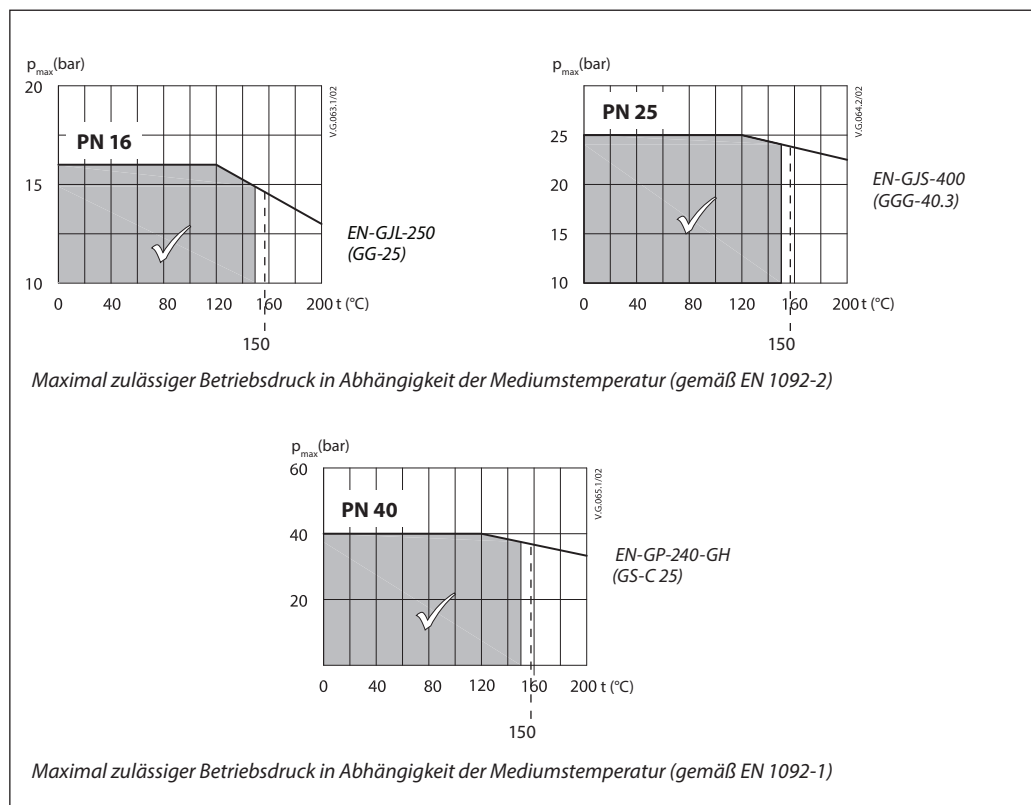 pmax (bar)
20
15
10
PN 16
V.G.063.1/02
EN-GJL-250
(GG-25)
0 40 80 120 160 200 t (°C)
150
pmax (bar)
25
20
15
10
PN 25
V.G.064.2/02
EN-GJS-400
(GGG-40.3)
0 40 80 120 160 200 t (°C)
150
Maximal zulässiger Betriebsdruck in Abhängigkeit der Mediumstemperatur (gemäß EN 1092-2)
pmax (bar)
60
40
20
PN 40
V.G.065.1/02
EN-GP-240-GH
(GS-C 25)
0 40 80 120 160 200 t (°C)
150
Maximal zulässiger Betriebsdruck in Abhängigkeit der Mediumstemperatur (gemäß EN 1092-1)